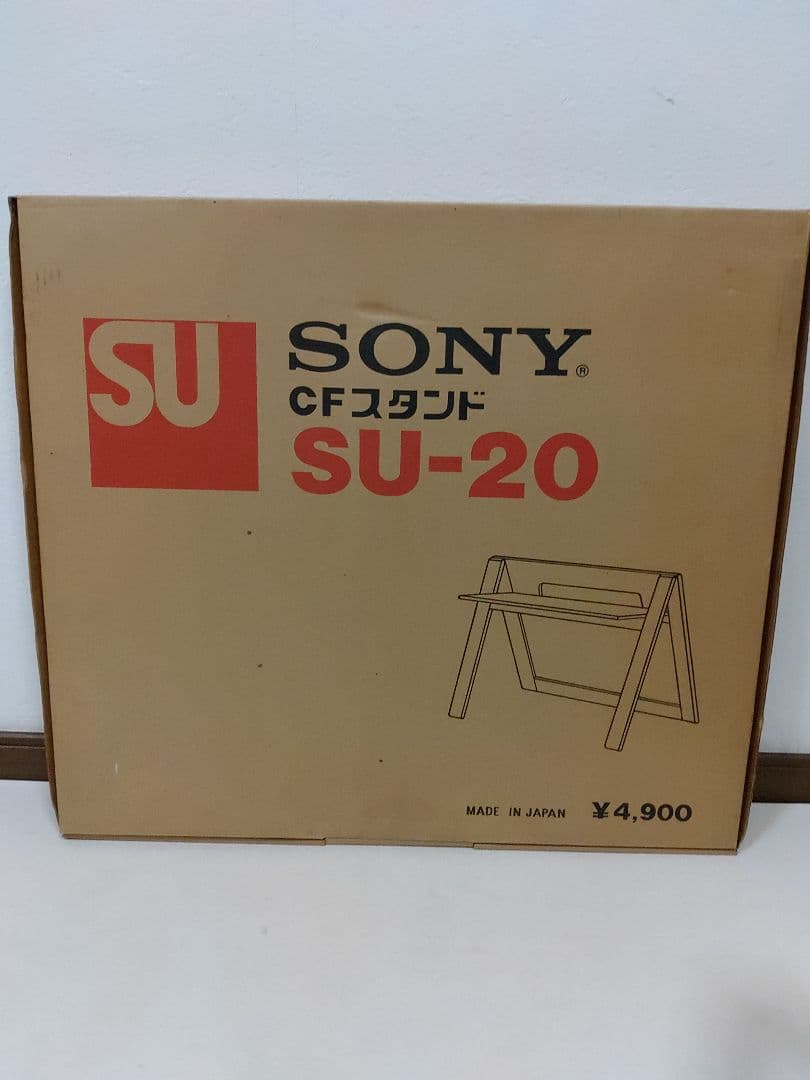 SU
SONY®
CFスタンド
SU-20
MADE IN JAPAN ¥4,900